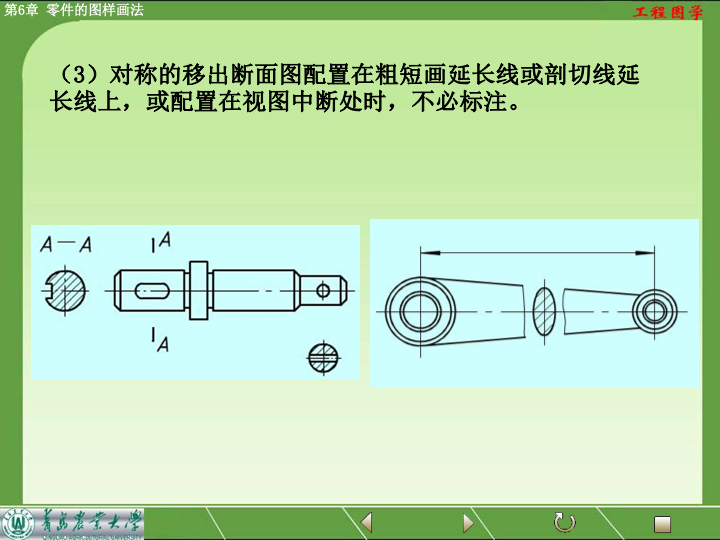 第6章 零件的图样画法
工程图学
（3）对称的移出断面图配置在粗短画延长线或剖切线延
长线上，或配置在视图中断处时，不必标注。
A—A
A
A
青岛农业大学